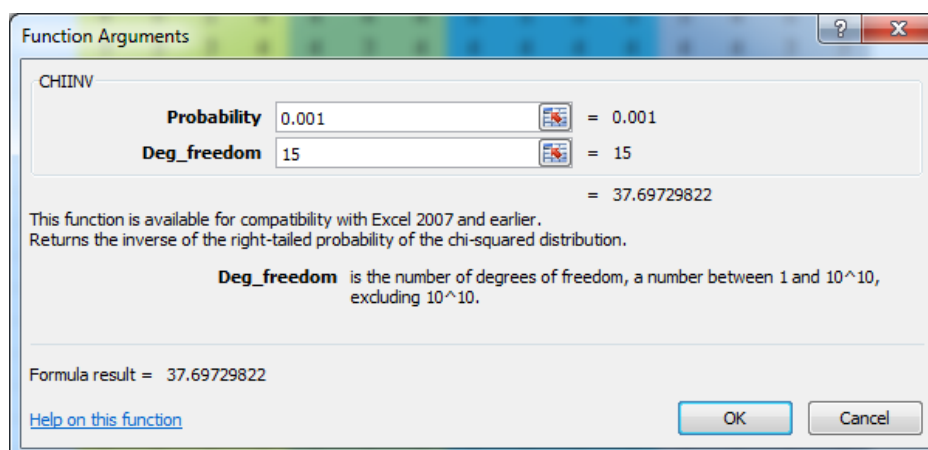 Function Arguments
?
CHIINV
Probability 0.001 = 0.001
Deg_freedom 15 = 15
= 37.69729822
This function is available for compatibility with Excel 2007 and earlier.
Returns the inverse of the right-tailed probability of the chi-squared distribution.
Deg_freedom is the number of degrees of freedom, a number between 1 and 10^10,
excluding 10^10.
Formula result = 37.69729822
Help on this function
OK
Cancel